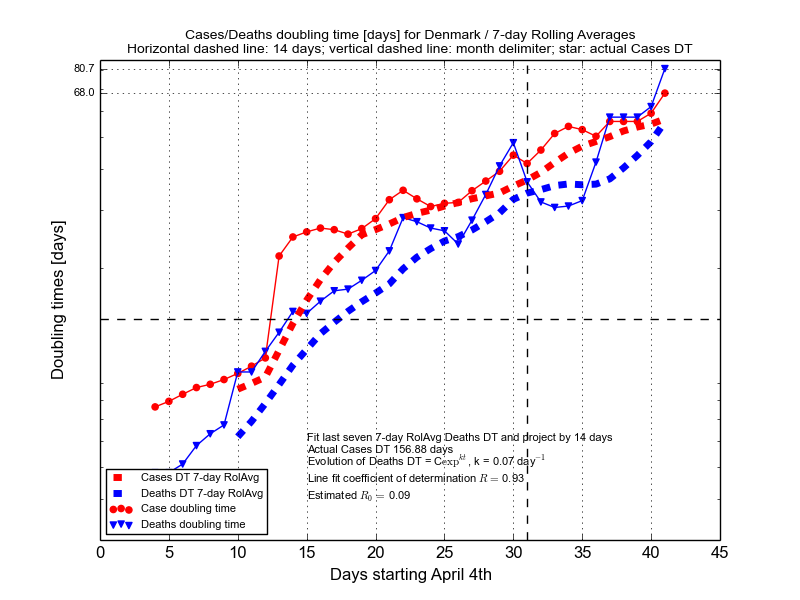 Cases/Deaths doubling time [days] for Denmark / 7-day Rolling Averages
Horizontal dashed line: 14 days; vertical dashed line: month delimiter; star: actual Cases DT
80.7
68.0
Doubling times [days]
Fit last seven 7-day RolAvg Deaths DT and project by 14 days
Actual Cases DT 156.88 days
Evolution of Deaths DT = Cexp^{kt}, k = 0.07 day^{-1}
Line fit coefficient of determination R = 0.93
Estimated R_0 = 0.09
Cases DT 7-day RolAvg
Deaths DT 7-day RolAvg
Case doubling time
Deaths doubling time
0 5 10 15 20 25 30 35 40 45
Days starting April 4th